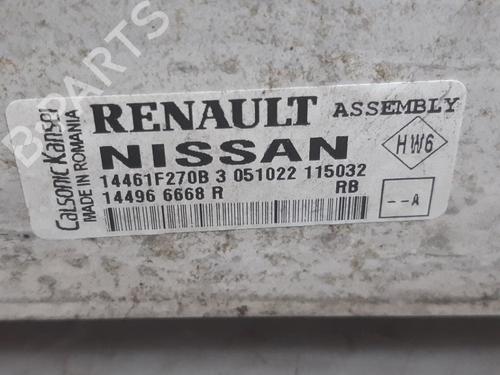 B-PARTS
Calsonic Kansei
MADE IN ROMANIA
RENAULT ASSEMBLY
NISSAN
HW6
14461F270B 3 051022 115032
14496 6668 R RB
--A